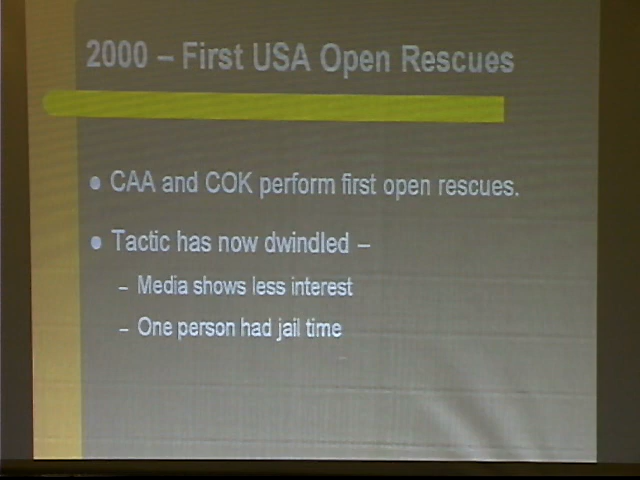 2000 – First USA Open Rescues
• CAA and COK perform first open rescues.
• Tactic has now dwindled –
– Media shows less interest
– One person had jail time